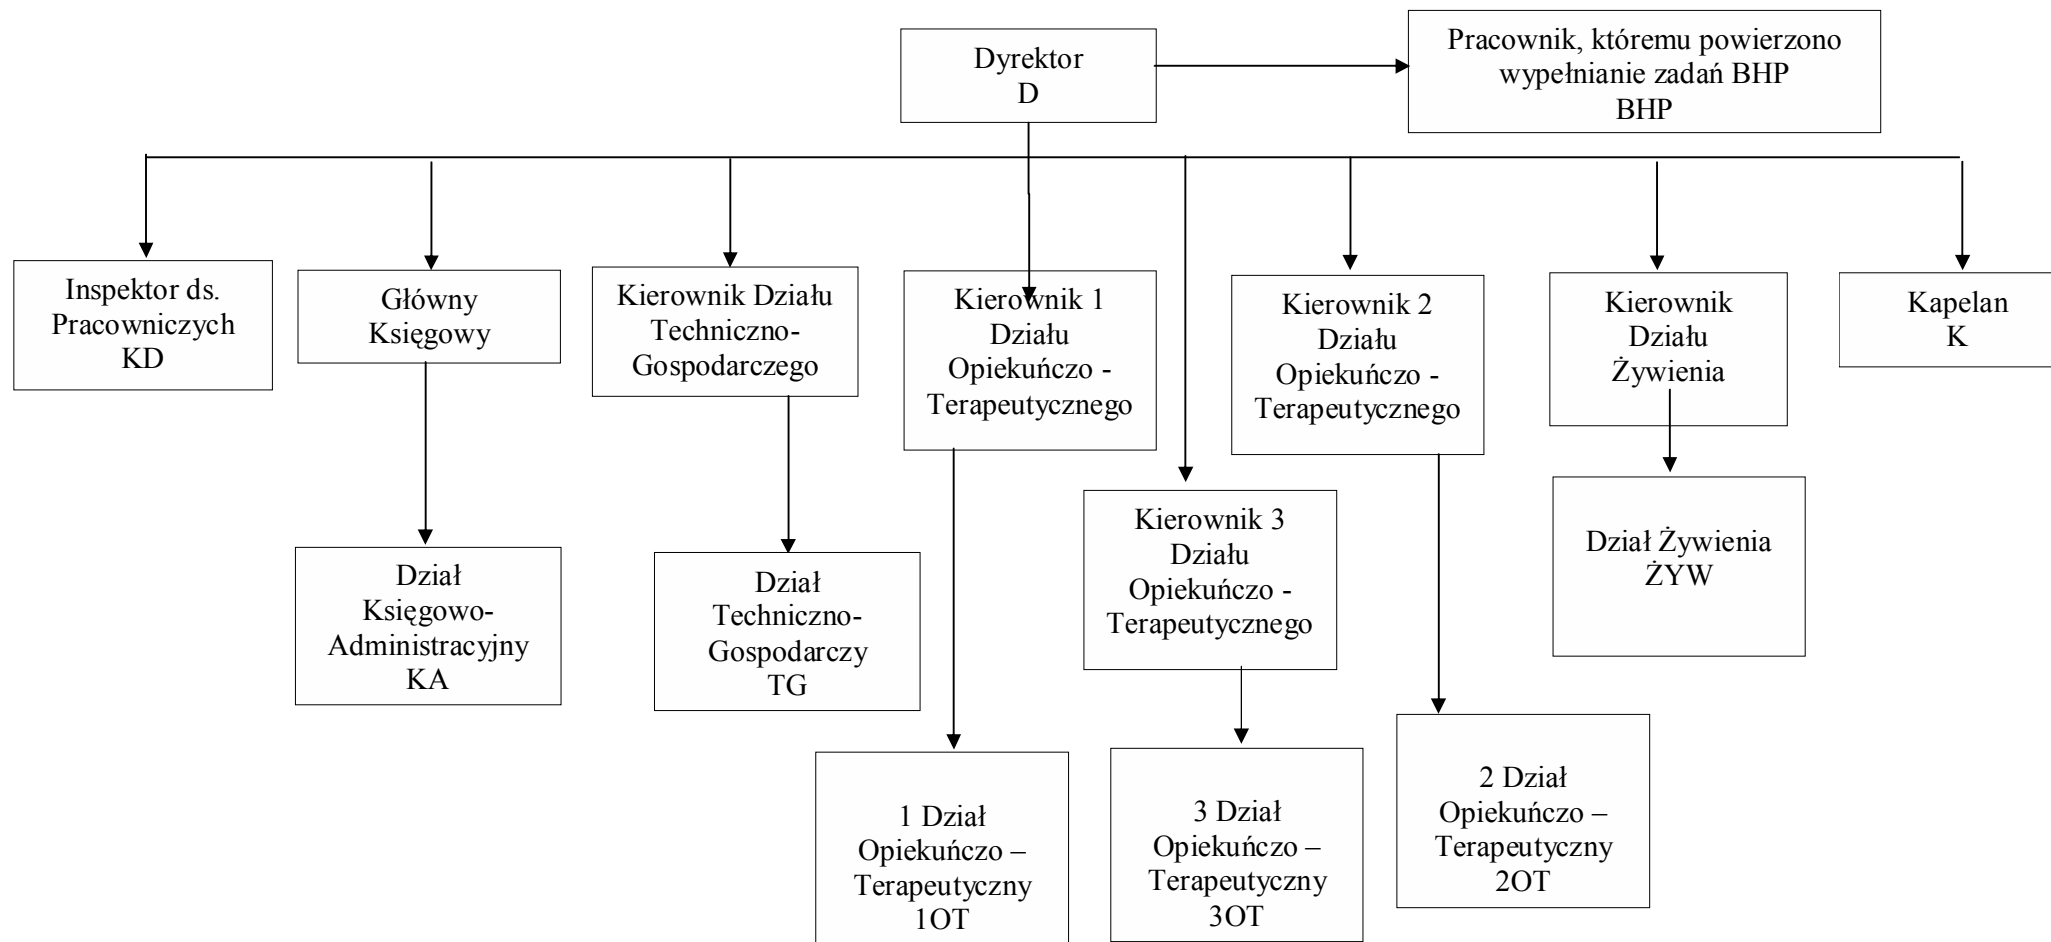 Dyrektor
D
Pracownik, któremu powierzono
wypełnianie zadań BHP
BHP
Inspektor ds.
Pracowniczych
KD
Główny
Księgowy
Kierownik Działu
Techniczno-
Gospodarczego
Kierownik 1
Działu
Opiekuńczo -
Terapeutycznego
Kierownik 2
Działu
Opiekuńczo -
Terapeutycznego
Kierownik
Działu
Żywienia
Kapelan
K
Kierownik 3
Działu
Opiekuńczo -
Terapeutycznego
Dział Żywienia
ŻYW
Dział
Księgowo-
Administracyjny
KA
Dział
Techniczno-
Gospodarczy
TG
1 Dział
Opiekuńczo –
Terapeutyczny
1OT
3 Dział
Opiekuńczo –
Terapeutyczny
3OT
2 Dział
Opiekuńczo –
Terapeutyczny
2OT